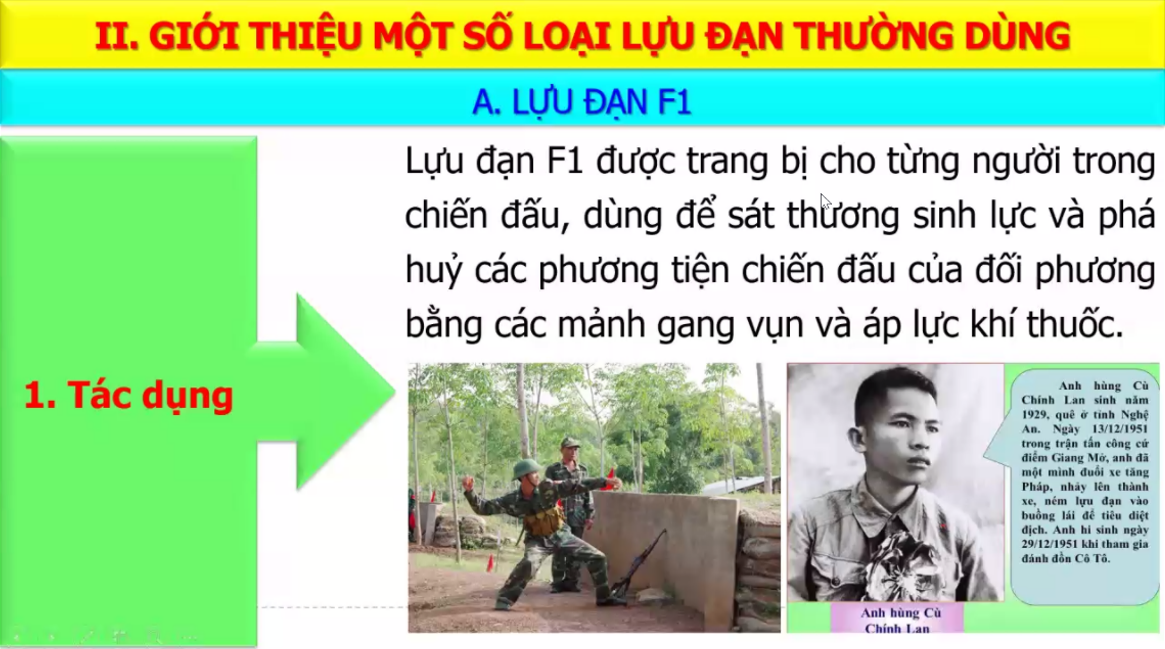 II. GIỚI THIỆU MỘT SỐ LOẠI LỰU ĐẠN THƯỜNG DÙNG
A. LỰU ĐẠN F1
1. Tác dụng
Lựu đạn F1 được trang bị cho từng người trong
chiến đấu, dùng để sát thương sinh lực và phá
huỷ các phương tiện chiến đấu của đối phương
bằng các mảnh gang vụn và áp lực khí thuốc.
Anh hùng Cù
Chính Lan sinh năm
1929, quê ở tỉnh Nghệ
An. Ngày 13/12/1951
trong trận tấn công cứ
điểm Giang Mở, anh đã
một mình đuổi xe tăng
Pháp, nhảy lên thành
xe, ném lựu đạn vào
buồng lái để tiêu diệt
địch. Anh hi sinh ngày
29/12/1951 khi tham gia
đánh đồn Cô Tô.
Anh hùng Cù
Chính Lan